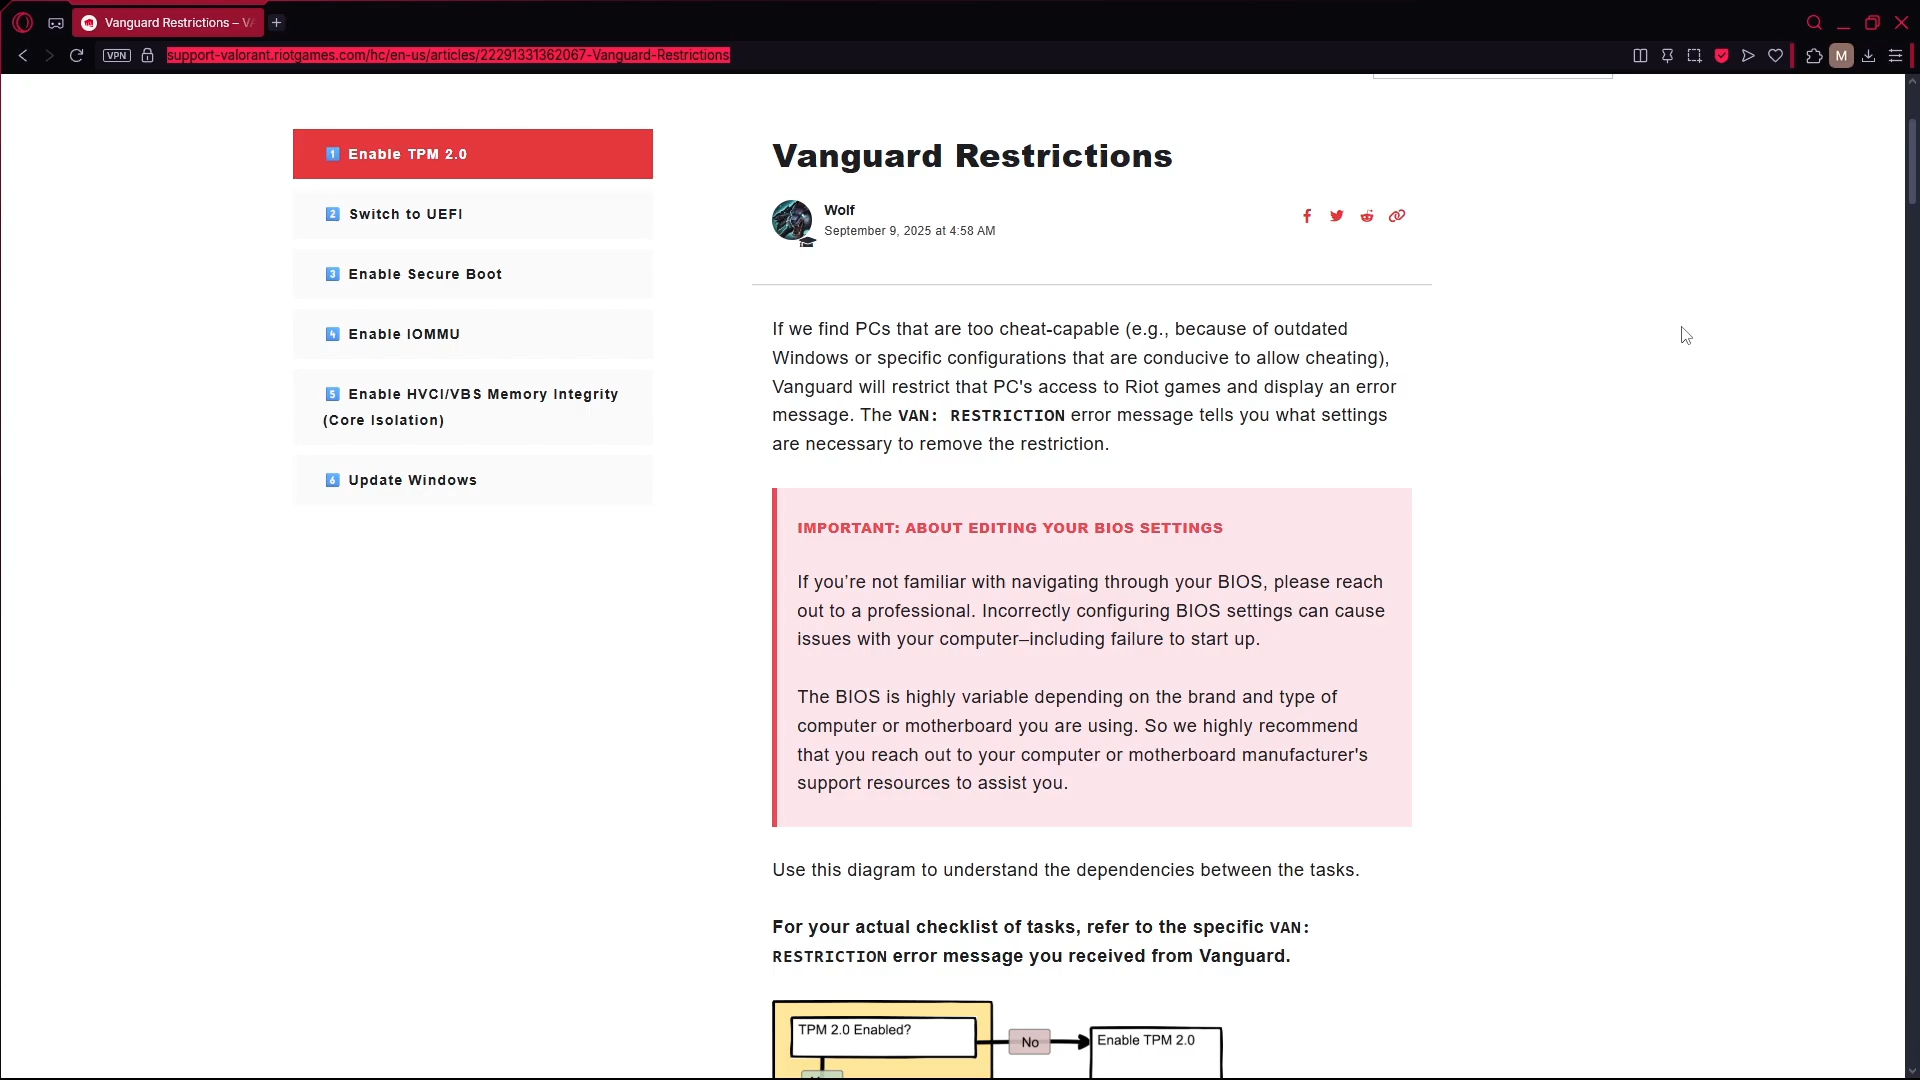 Vanguard Restrictions – VA
VPN
support-valorant.riotgames.com/hc/en-us/articles/22291331362067-Vanguard-Restrictions
M
1 Enable TPM 2.0
2 Switch to UEFI
3 Enable Secure Boot
4 Enable IOMMU
5 Enable HVCI/VBS Memory Integrity
(Core Isolation)
6 Update Windows
Vanguard Restrictions
Wolf
September 9, 2025 at 4:58 AM
If we find PCs that are too cheat-capable (e.g., because of outdated
Windows or specific configurations that are conducive to allow cheating),
Vanguard will restrict that PC's access to Riot games and display an error
message. The VAN: RESTRICTION error message tells you what settings
are necessary to remove the restriction.
IMPORTANT: ABOUT EDITING YOUR BIOS SETTINGS
If you’re not familiar with navigating through your BIOS, please reach
out to a professional. Incorrectly configuring BIOS settings can cause
issues with your computer–including failure to start up.
The BIOS is highly variable depending on the brand and type of
computer or motherboard you are using. So we highly recommend
that you reach out to your computer or motherboard manufacturer's
support resources to assist you.
Use this diagram to understand the dependencies between the tasks.
For your actual checklist of tasks, refer to the specific VAN:
RESTRICTION error message you received from Vanguard.
TPM 2.0 Enabled?
No
Enable TPM 2.0